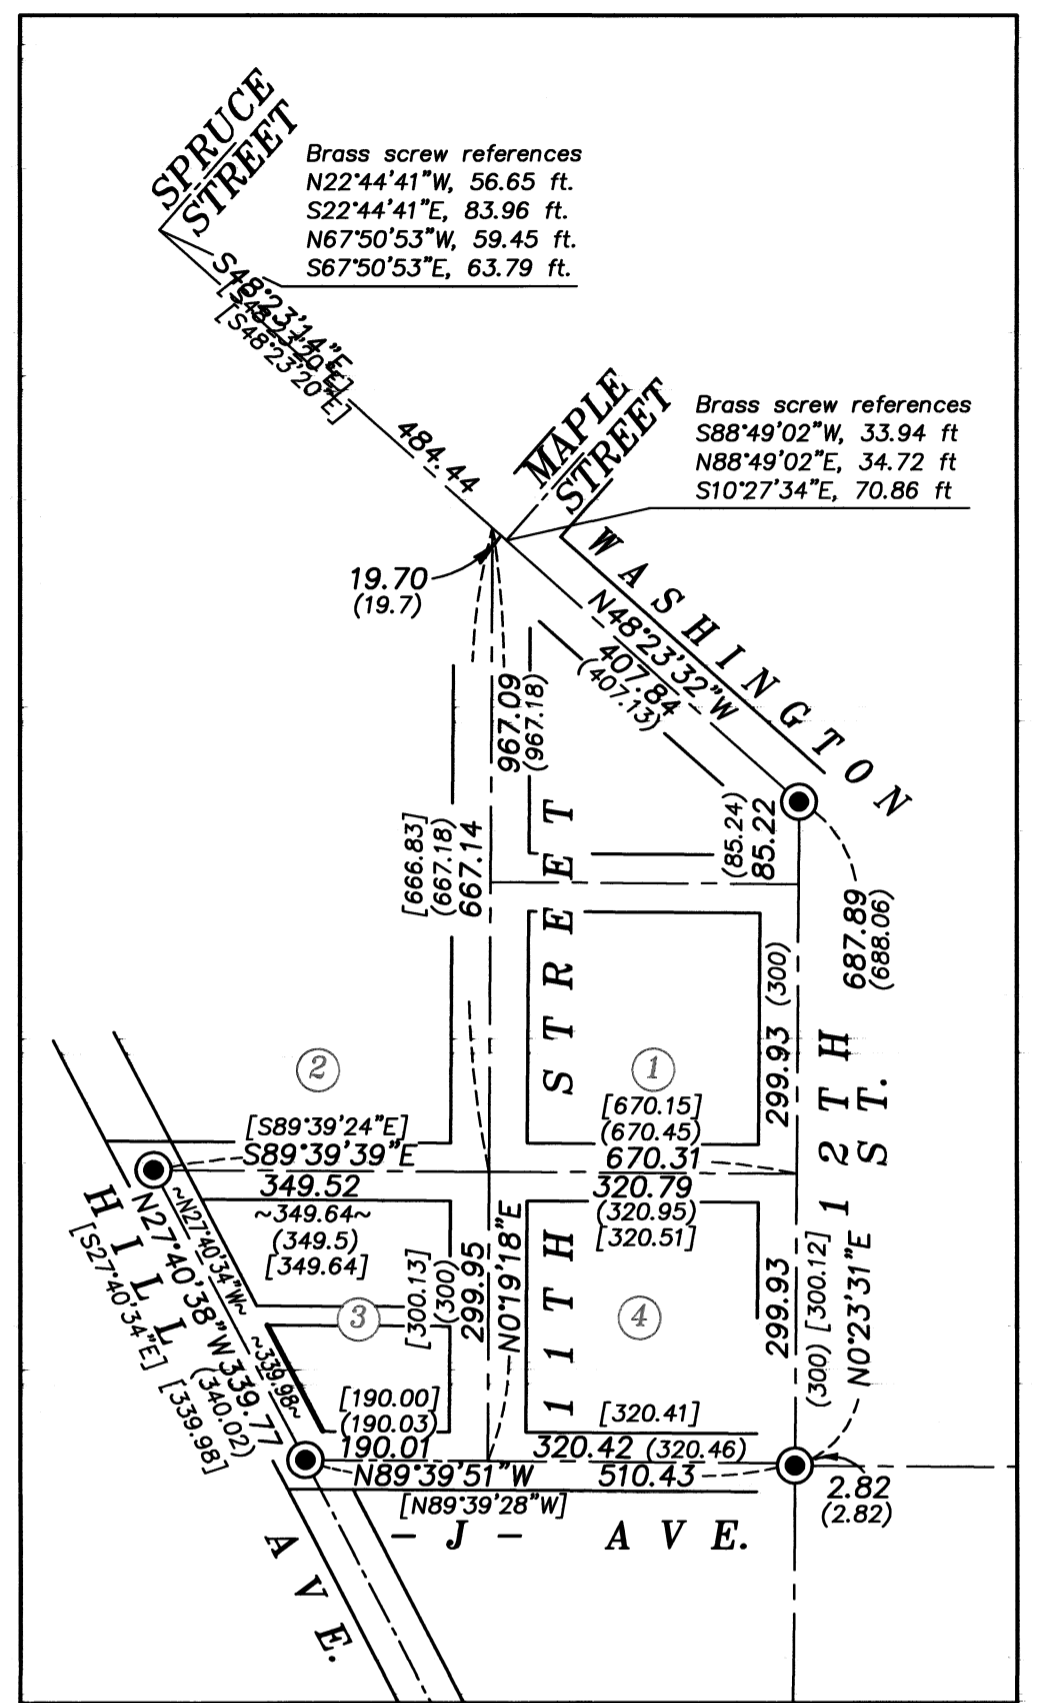 SPRUCE
STREET
Brass screw references
N22°44'41"W, 56.65 ft.
S22°44'41"E, 83.96 ft.
N67°50'53"W, 59.45 ft.
S67°50'53"E, 63.79 ft.
S48°23'14"E
[S48°23'20"E]
[S48°23'20"E]
484.44
MAPLE
STREET
Brass screw references
S88°49'02"W, 33.94 ft
N88°49'02"E, 34.72 ft
S10°27'34"E, 70.86 ft
WASHINGTON
19.70
(19.7)
N48°23'32"W
407.84
(407.13)
967.09
(967.18)
[666.83]
(667.18)
667.14
(85.24)
85.22
687.89
(688.06)
11TH STREET
299.93 (300)
12TH
ST.
2
1
[S89°39'24"E]
S89°39'39"E
349.52
~349.64~
(349.5)
[349.64]
[670.15]
(670.45)
670.31
320.79
(320.95)
[320.51]
HILL AVE.
~N27°40'34"W~
~339.98~
N27°40'38"W 339.77
(340.02)
[S27°40'34"E] [339.98]
3
4
[300.13]
(300)
299.95
N0°19'18"E
299.93
(300) [300.12]
N0°23'31"E
[190.00]
(190.03)
190.01
[320.41]
320.42 (320.46)
N89°39'51"W
510.43
[N89°39'28"W]
2.82
(2.82)
- J - AVE.